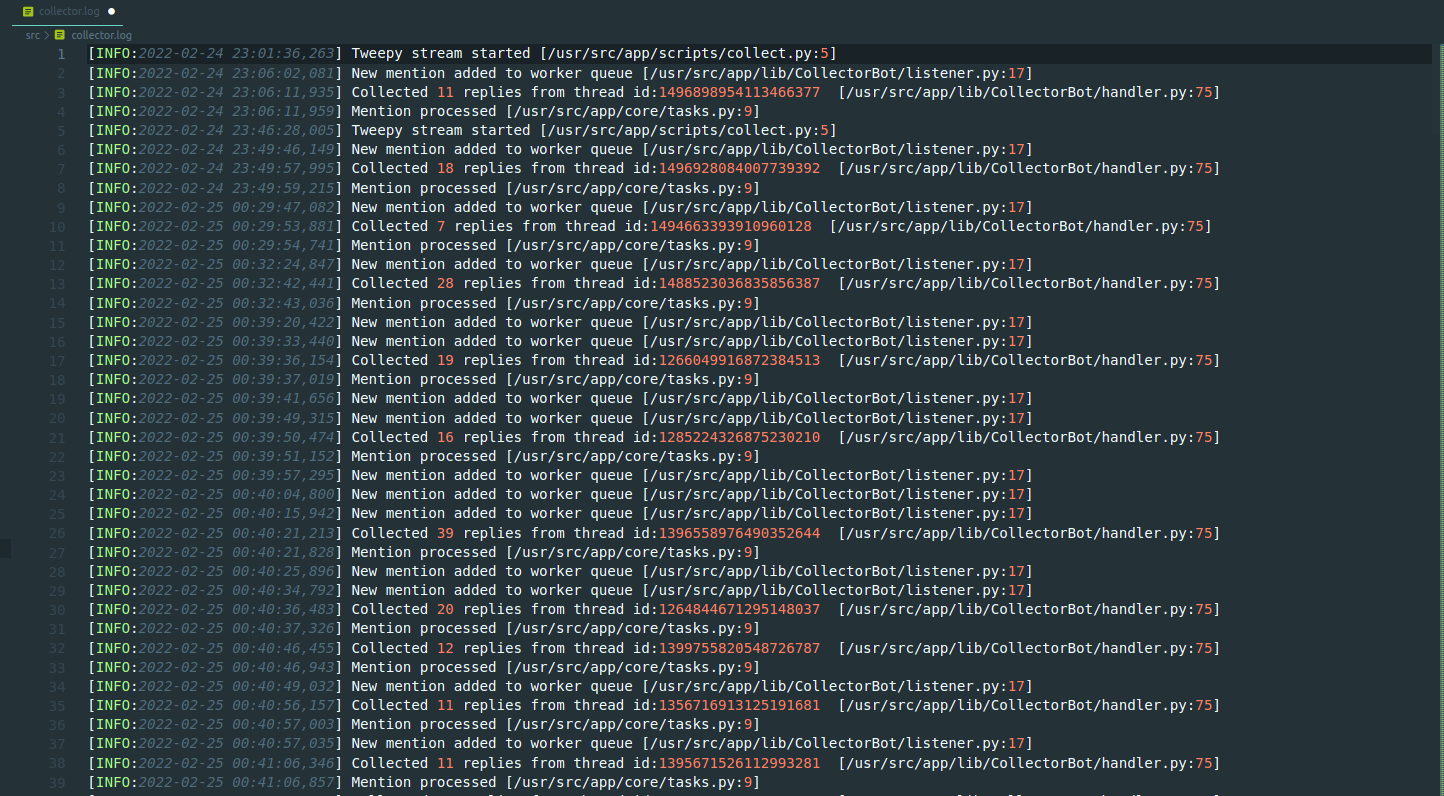 collector.log
src > collector.log
1 [INFO:2022-02-24 23:01:36,263] Tweepy stream started [/usr/src/app/scripts/collect.py:5]
2 [INFO:2022-02-24 23:06:02,081] New mention added to worker queue [/usr/src/app/lib/CollectorBot/listener.py:17]
3 [INFO:2022-02-24 23:06:11,935] Collected 11 replies from thread id:1496898954113466377  [/usr/src/app/lib/CollectorBot/handler.py:75]
4 [INFO:2022-02-24 23:06:11,959] Mention processed [/usr/src/app/core/tasks.py:9]
5 [INFO:2022-02-24 23:46:28,005] Tweepy stream started [/usr/src/app/scripts/collect.py:5]
6 [INFO:2022-02-24 23:49:46,149] New mention added to worker queue [/usr/src/app/lib/CollectorBot/listener.py:17]
7 [INFO:2022-02-24 23:49:57,995] Collected 18 replies from thread id:1496928084007739392  [/usr/src/app/lib/CollectorBot/handler.py:75]
8 [INFO:2022-02-24 23:49:59,215] Mention processed [/usr/src/app/core/tasks.py:9]
9 [INFO:2022-02-25 00:29:47,082] New mention added to worker queue [/usr/src/app/lib/CollectorBot/listener.py:17]
10 [INFO:2022-02-25 00:29:53,881] Collected 7 replies from thread id:1494663393910960128  [/usr/src/app/lib/CollectorBot/handler.py:75]
11 [INFO:2022-02-25 00:29:54,741] Mention processed [/usr/src/app/core/tasks.py:9]
12 [INFO:2022-02-25 00:32:24,847] New mention added to worker queue [/usr/src/app/lib/CollectorBot/listener.py:17]
13 [INFO:2022-02-25 00:32:42,441] Collected 28 replies from thread id:1488523036835856387  [/usr/src/app/lib/CollectorBot/handler.py:75]
14 [INFO:2022-02-25 00:32:43,036] Mention processed [/usr/src/app/core/tasks.py:9]
15 [INFO:2022-02-25 00:39:20,422] New mention added to worker queue [/usr/src/app/lib/CollectorBot/listener.py:17]
16 [INFO:2022-02-25 00:39:33,440] New mention added to worker queue [/usr/src/app/lib/CollectorBot/listener.py:17]
17 [INFO:2022-02-25 00:39:36,154] Collected 19 replies from thread id:1266049916872384513  [/usr/src/app/lib/CollectorBot/handler.py:75]
18 [INFO:2022-02-25 00:39:37,019] Mention processed [/usr/src/app/core/tasks.py:9]
19 [INFO:2022-02-25 00:39:41,656] New mention added to worker queue [/usr/src/app/lib/CollectorBot/listener.py:17]
20 [INFO:2022-02-25 00:39:49,315] New mention added to worker queue [/usr/src/app/lib/CollectorBot/listener.py:17]
21 [INFO:2022-02-25 00:39:50,474] Collected 16 replies from thread id:1285224326875230210  [/usr/src/app/lib/CollectorBot/handler.py:75]
22 [INFO:2022-02-25 00:39:51,152] Mention processed [/usr/src/app/core/tasks.py:9]
23 [INFO:2022-02-25 00:39:57,295] New mention added to worker queue [/usr/src/app/lib/CollectorBot/listener.py:17]
24 [INFO:2022-02-25 00:40:04,800] New mention added to worker queue [/usr/src/app/lib/CollectorBot/listener.py:17]
25 [INFO:2022-02-25 00:40:15,942] New mention added to worker queue [/usr/src/app/lib/CollectorBot/listener.py:17]
26 [INFO:2022-02-25 00:40:21,213] Collected 39 replies from thread id:1396558976490352644  [/usr/src/app/lib/CollectorBot/handler.py:75]
27 [INFO:2022-02-25 00:40:21,828] Mention processed [/usr/src/app/core/tasks.py:9]
28 [INFO:2022-02-25 00:40:25,896] New mention added to worker queue [/usr/src/app/lib/CollectorBot/listener.py:17]
29 [INFO:2022-02-25 00:40:34,792] New mention added to worker queue [/usr/src/app/lib/CollectorBot/listener.py:17]
30 [INFO:2022-02-25 00:40:36,483] Collected 20 replies from thread id:1264844671295148037  [/usr/src/app/lib/CollectorBot/handler.py:75]
31 [INFO:2022-02-25 00:40:37,326] Mention processed [/usr/src/app/core/tasks.py:9]
32 [INFO:2022-02-25 00:40:46,455] Collected 12 replies from thread id:1399755820548726787  [/usr/src/app/lib/CollectorBot/handler.py:75]
33 [INFO:2022-02-25 00:40:46,943] Mention processed [/usr/src/app/core/tasks.py:9]
34 [INFO:2022-02-25 00:40:49,032] New mention added to worker queue [/usr/src/app/lib/CollectorBot/listener.py:17]
35 [INFO:2022-02-25 00:40:56,157] Collected 11 replies from thread id:1356716913125191681  [/usr/src/app/lib/CollectorBot/handler.py:75]
36 [INFO:2022-02-25 00:40:57,003] Mention processed [/usr/src/app/core/tasks.py:9]
37 [INFO:2022-02-25 00:40:57,035] New mention added to worker queue [/usr/src/app/lib/CollectorBot/listener.py:17]
38 [INFO:2022-02-25 00:41:06,346] Collected 11 replies from thread id:1395671526112993281  [/usr/src/app/lib/CollectorBot/handler.py:75]
39 [INFO:2022-02-25 00:41:06,857] Mention processed [/usr/src/app/core/tasks.py:9]